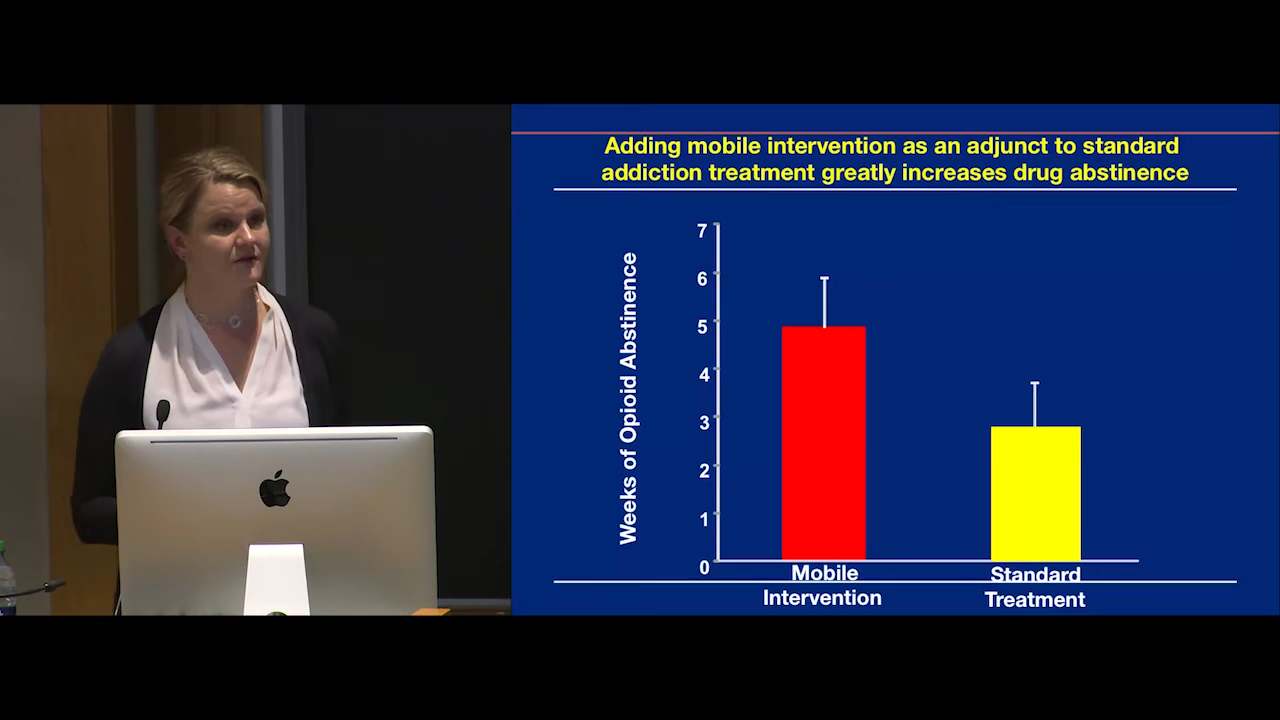 Adding mobile intervention as an adjunct to standard
addiction treatment greatly increases drug abstinence
Weeks of Opioid Abstinence
7
6
5
4
3
2
1
0
Mobile
Intervention
Standard
Treatment